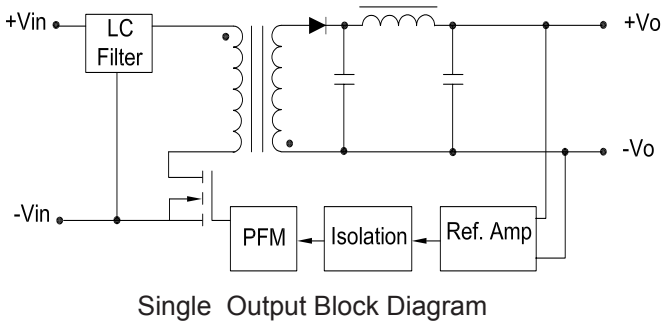 +Vin
LC
Filter
+Vo
-Vo
-Vin
PFM
Isolation
Ref. Amp
Single Output Block Diagram